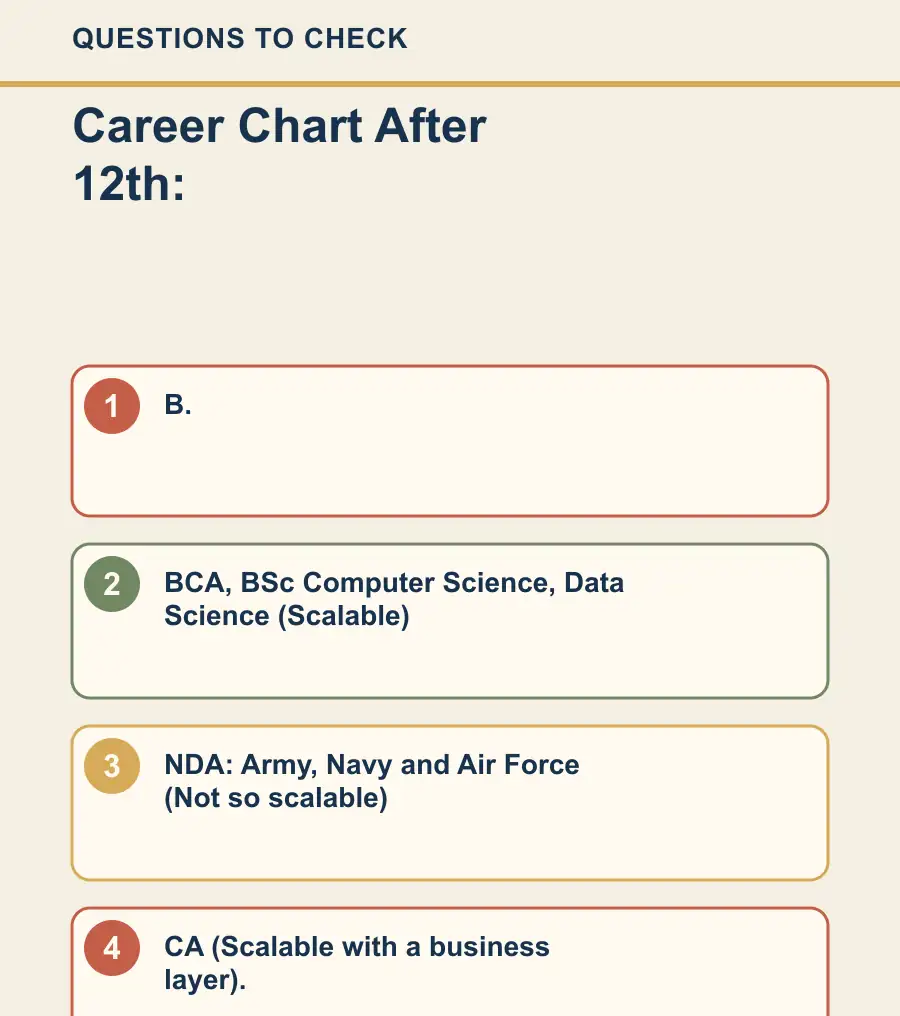 QUESTIONS TO CHECK
Career Chart After
12th:
1
B.
2
BCA, BSc Computer Science, Data
Science (Scalable)
3
NDA: Army, Navy and Air Force
(Not so scalable)
4
CA (Scalable with a business
layer).